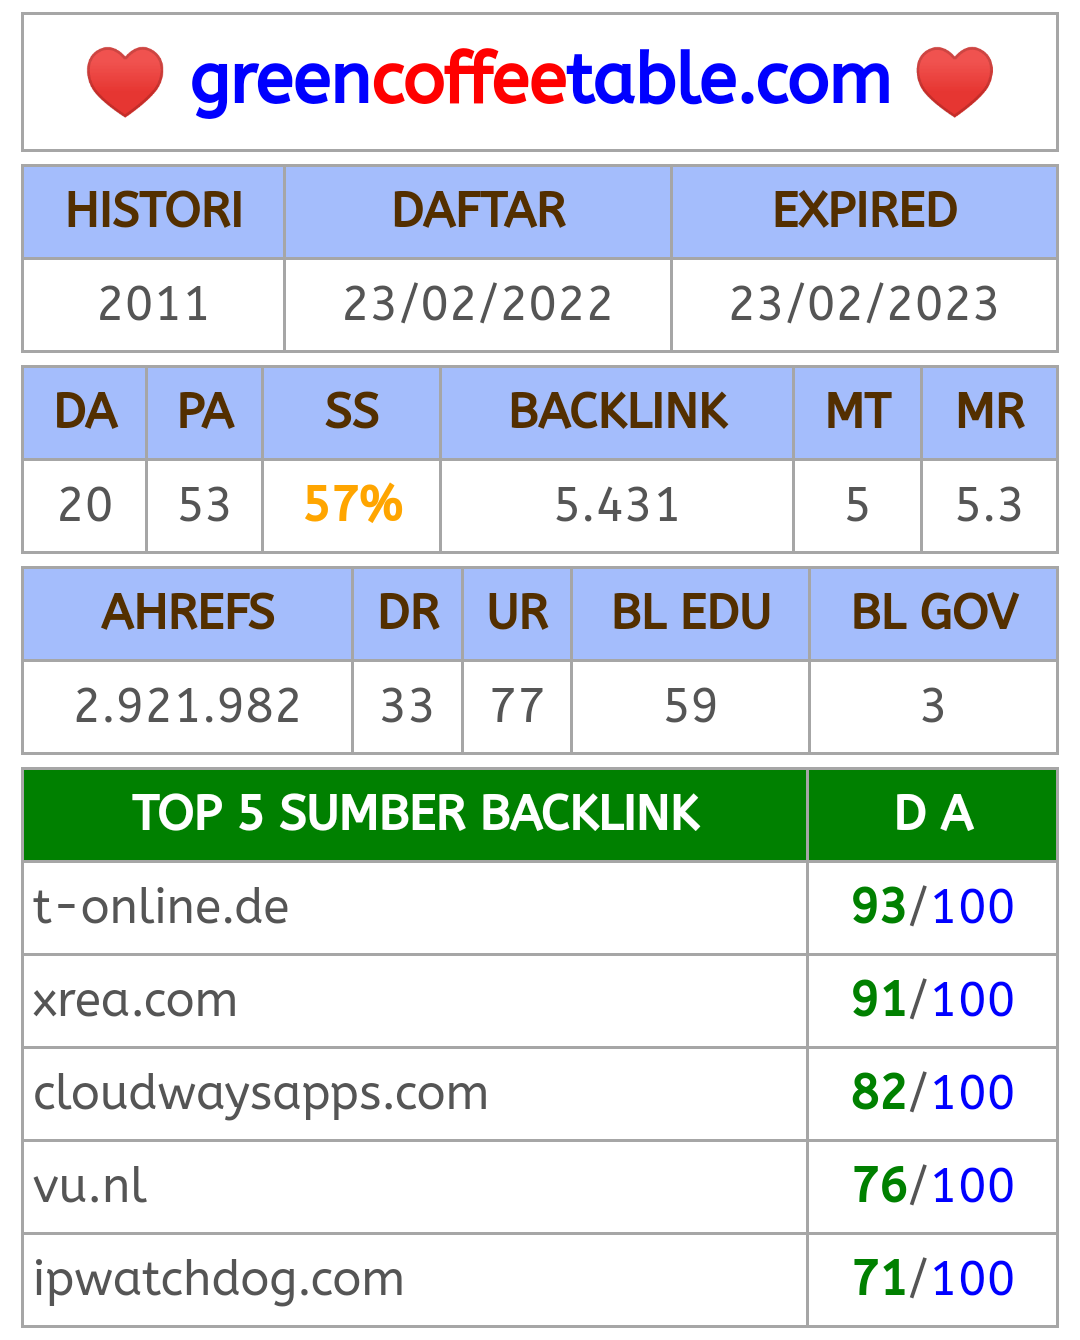 greencoffeetable.com
HISTORI DAFTAR EXPIRED
2011 23/02/2022 23/02/2023
DA PA SS BACKLINK MT MR
20 53 57% 5.431 5 5.3
AHREFS DR UR BL EDU BL GOV
2.921.982 33 77 59 3
TOP 5 SUMBER BACKLINK D A
t-online.de 93/100
xrea.com 91/100
cloudwaysapps.com 82/100
vu.nl 76/100
ipwatchdog.com 71/100